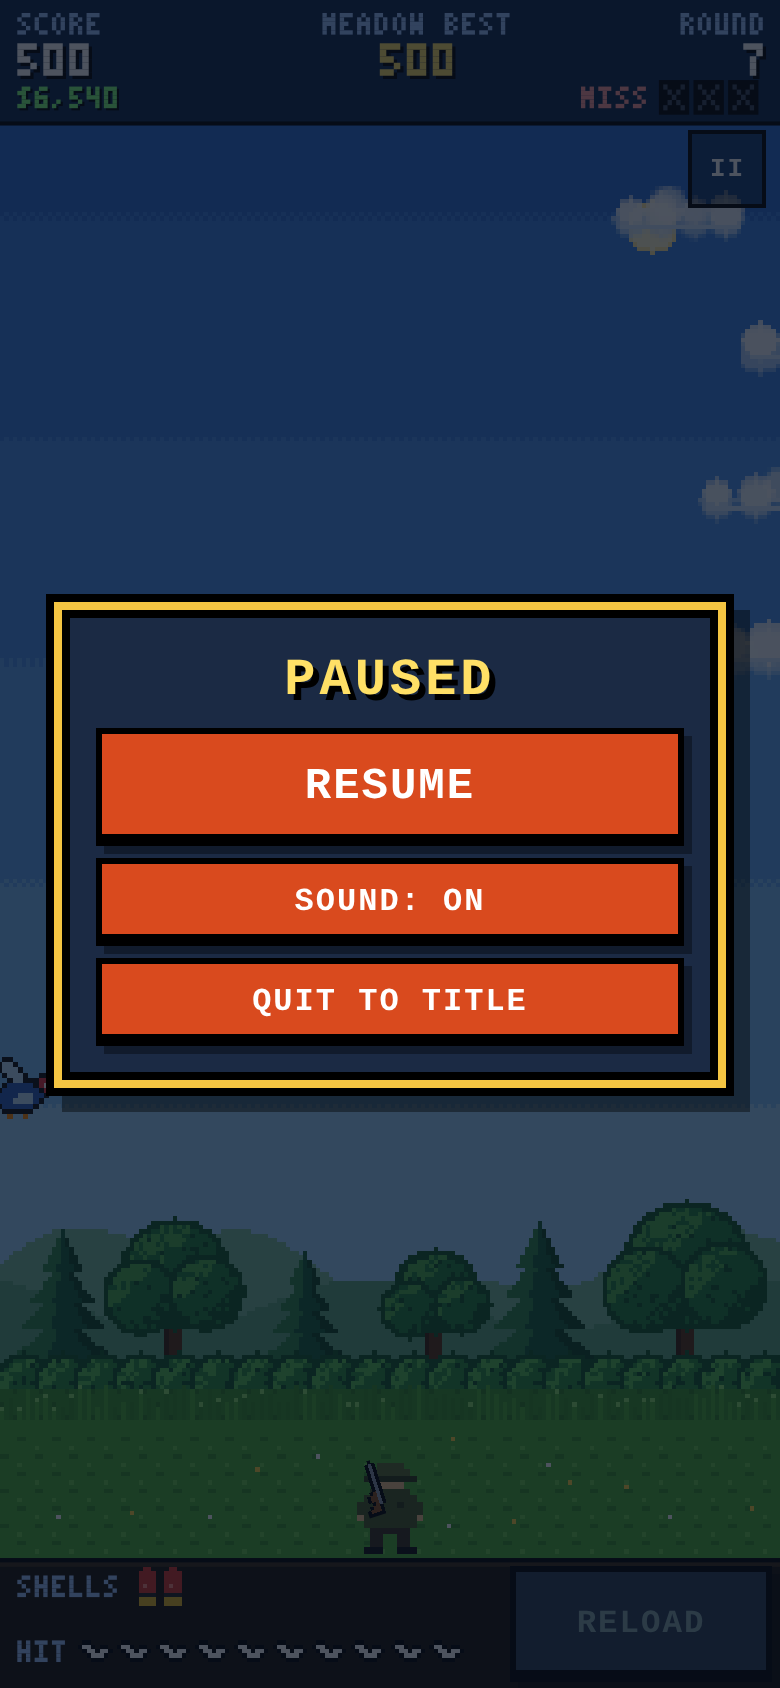 SCORE MEADOW BEST ROUND
500 500 7
$6,540 MISS X X X
II
PAUSED
RESUME
SOUND: ON
QUIT TO TITLE
SHELLS
RELOAD
HIT